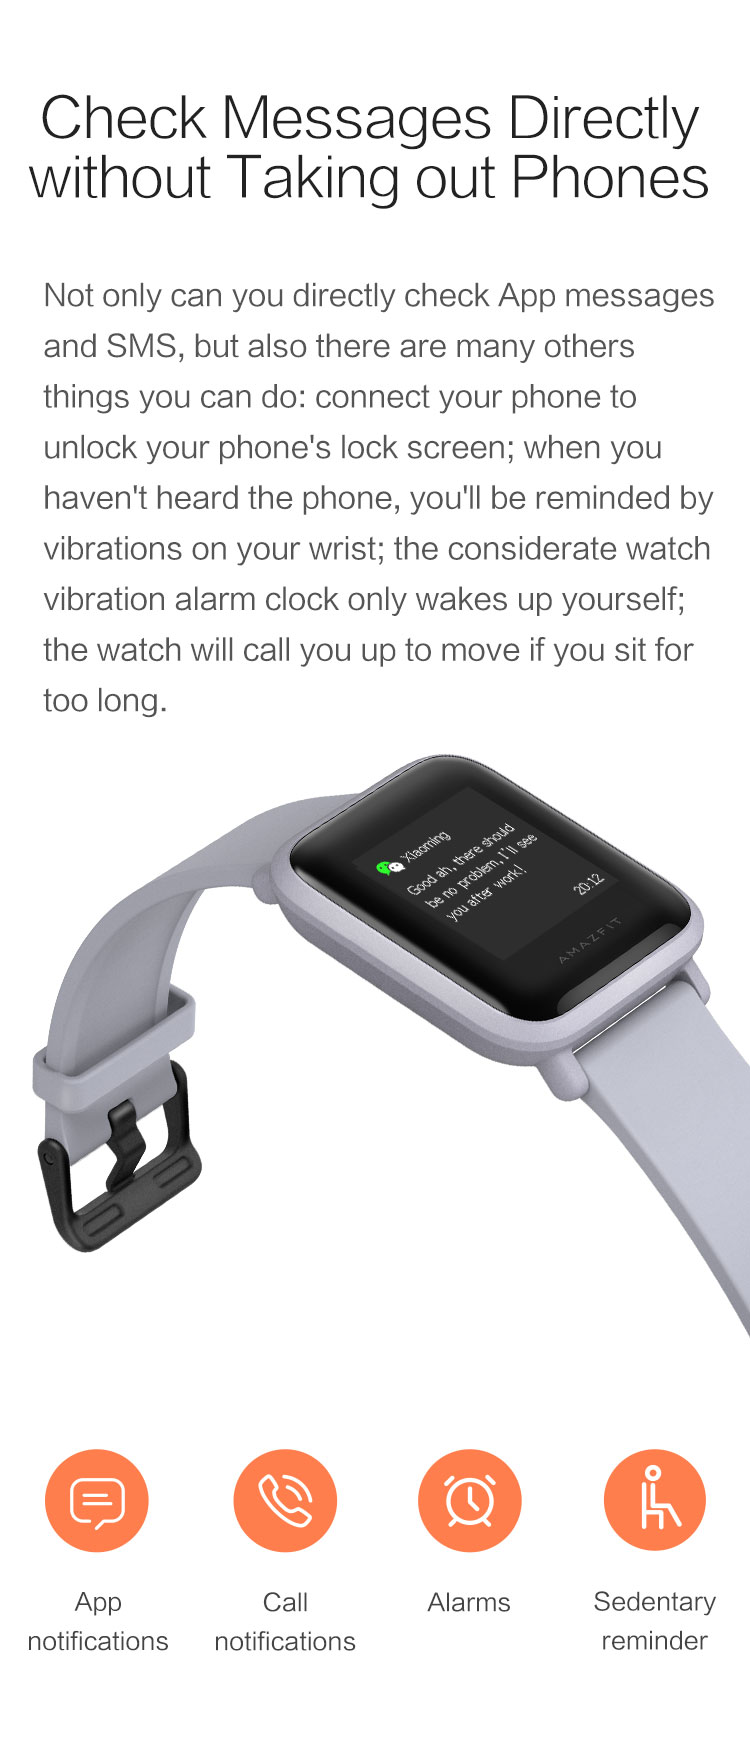 Check Messages Directly
without Taking out Phones
Not only can you directly check App messages
and SMS, but also there are many others
things you can do: connect your phone to
unlock your phone's lock screen; when you
haven't heard the phone, you'll be reminded by
vibrations on your wrist; the considerate watch
vibration alarm clock only wakes up yourself;
the watch will call you up to move if you sit for
too long.
Xiaoming
Good ah, there should
be no problem, I'll see
you after work!
20:12
AMAZFIT
App
notifications
Call
notifications
Alarms
Sedentary
reminder